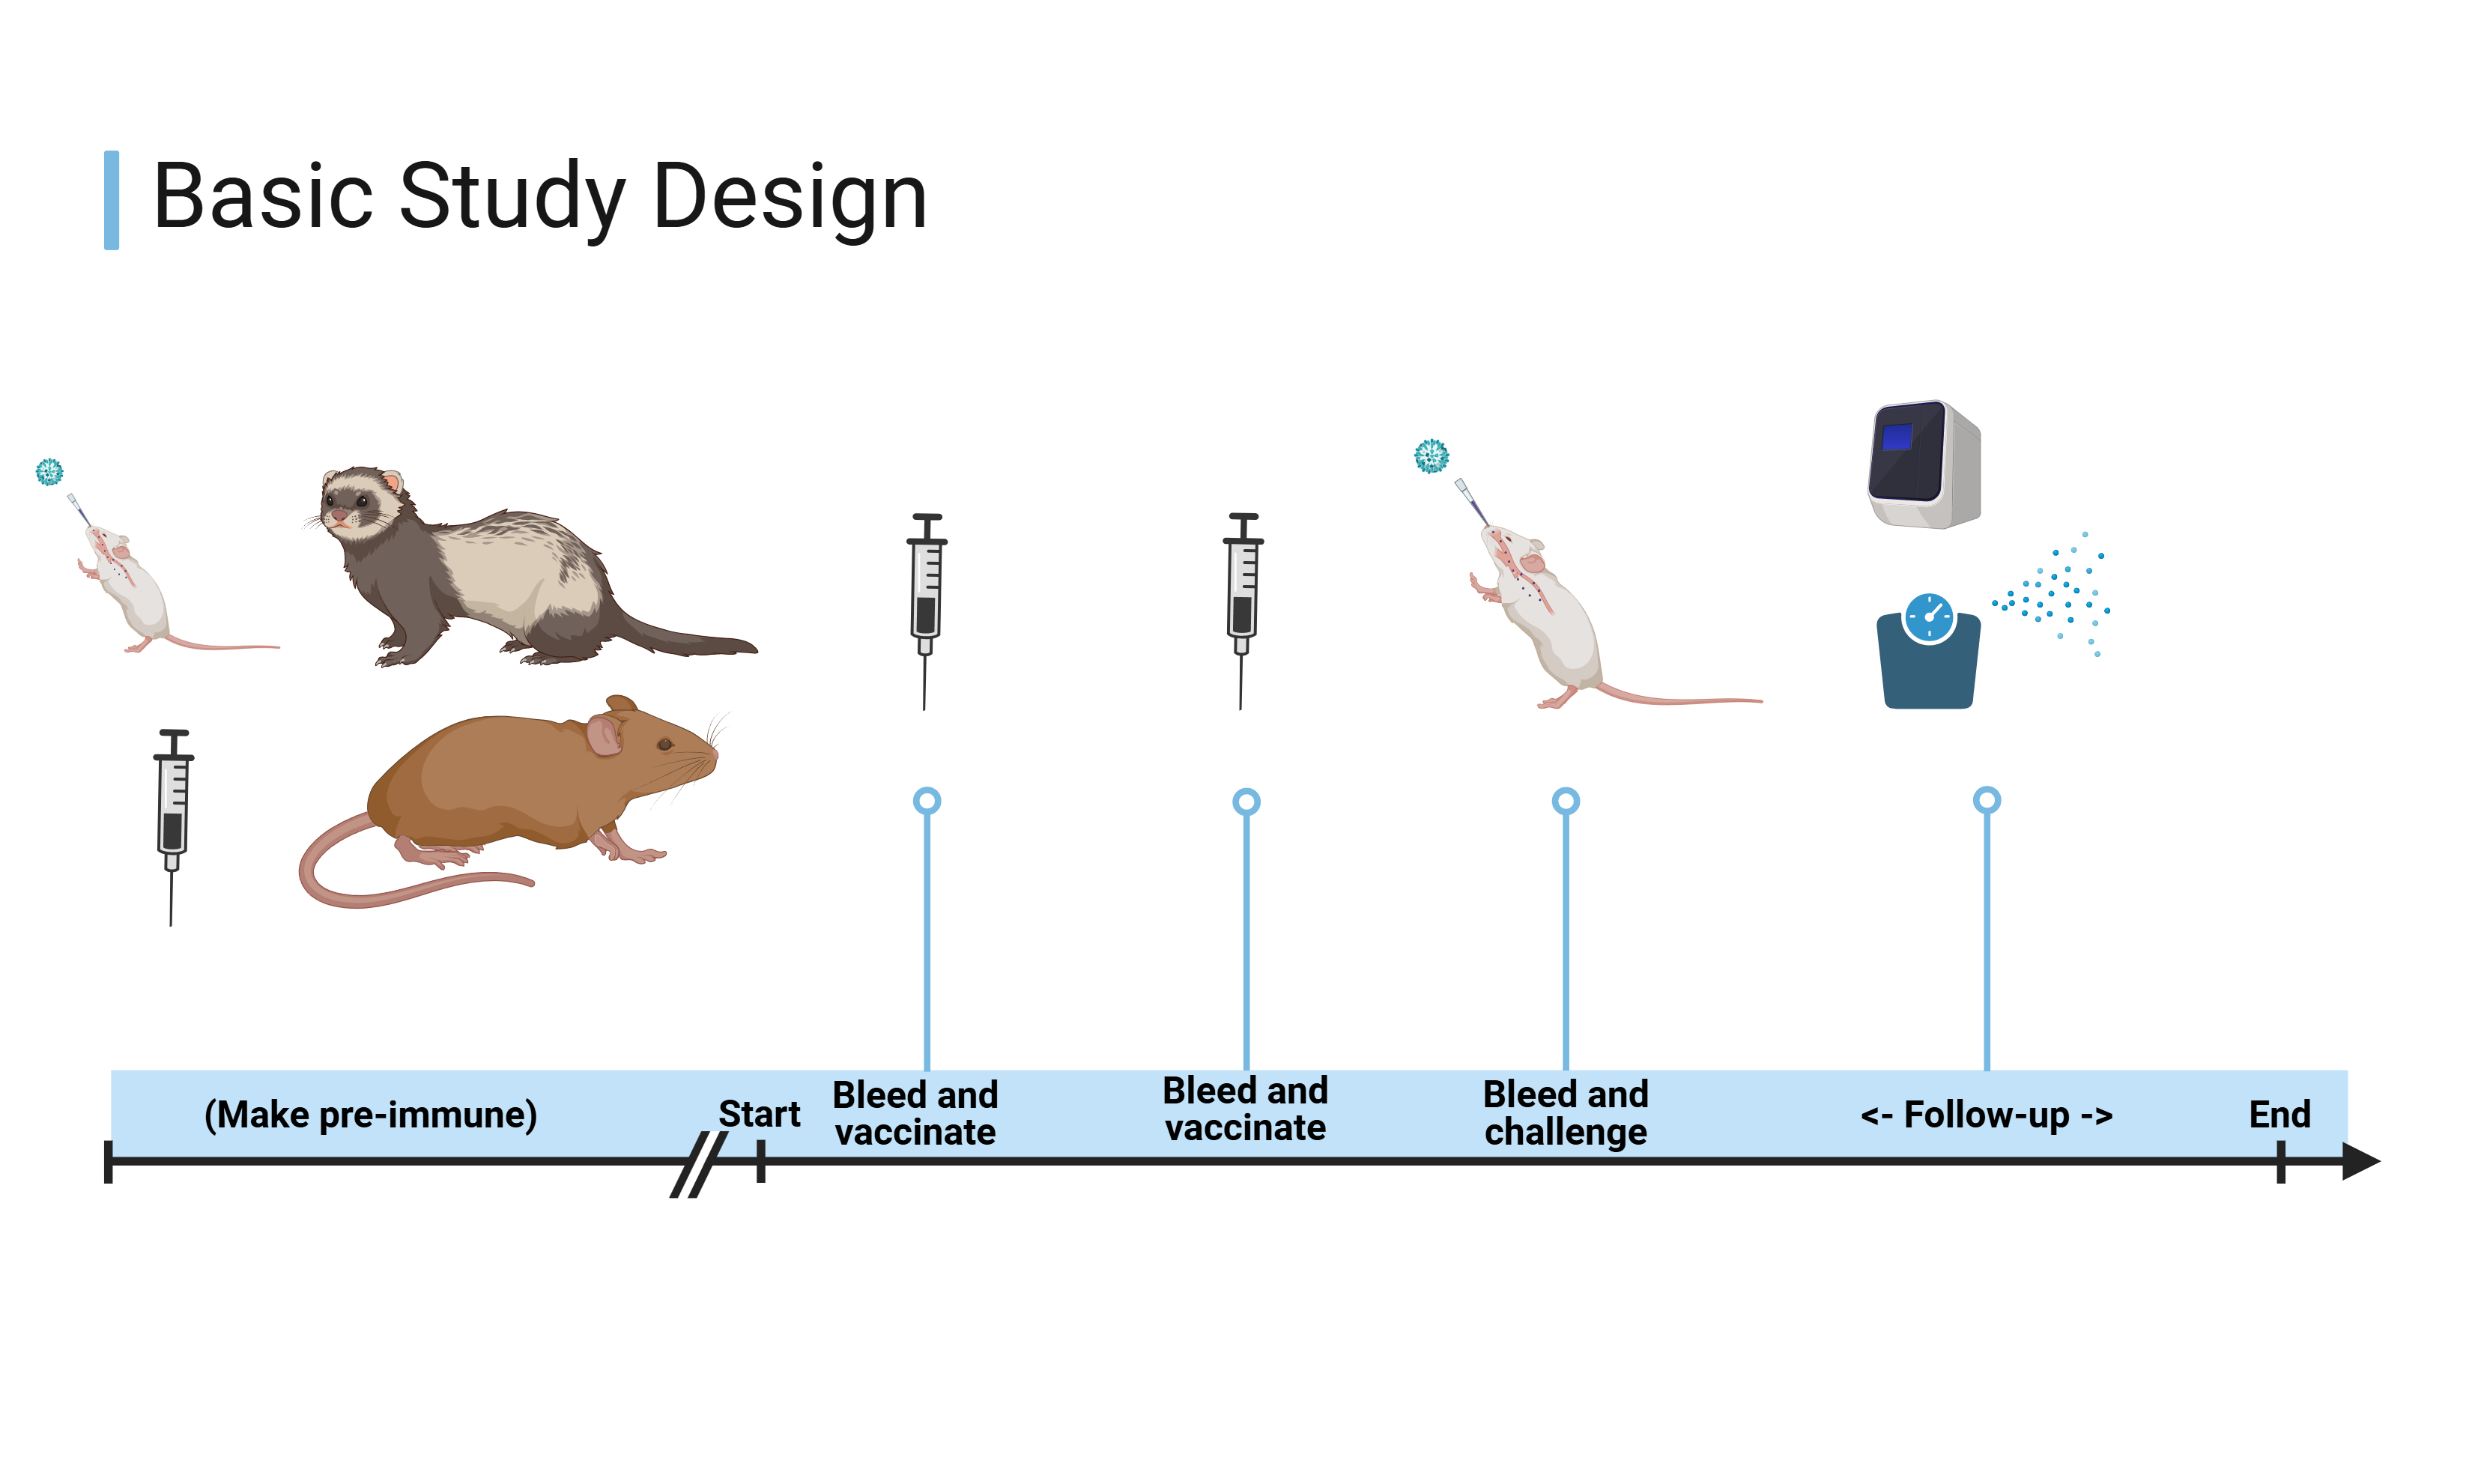 Basic Study Design
(Make pre-immune)
Start
Bleed and
vaccinate
Bleed and
vaccinate
Bleed and
challenge
<- Follow-up ->
End